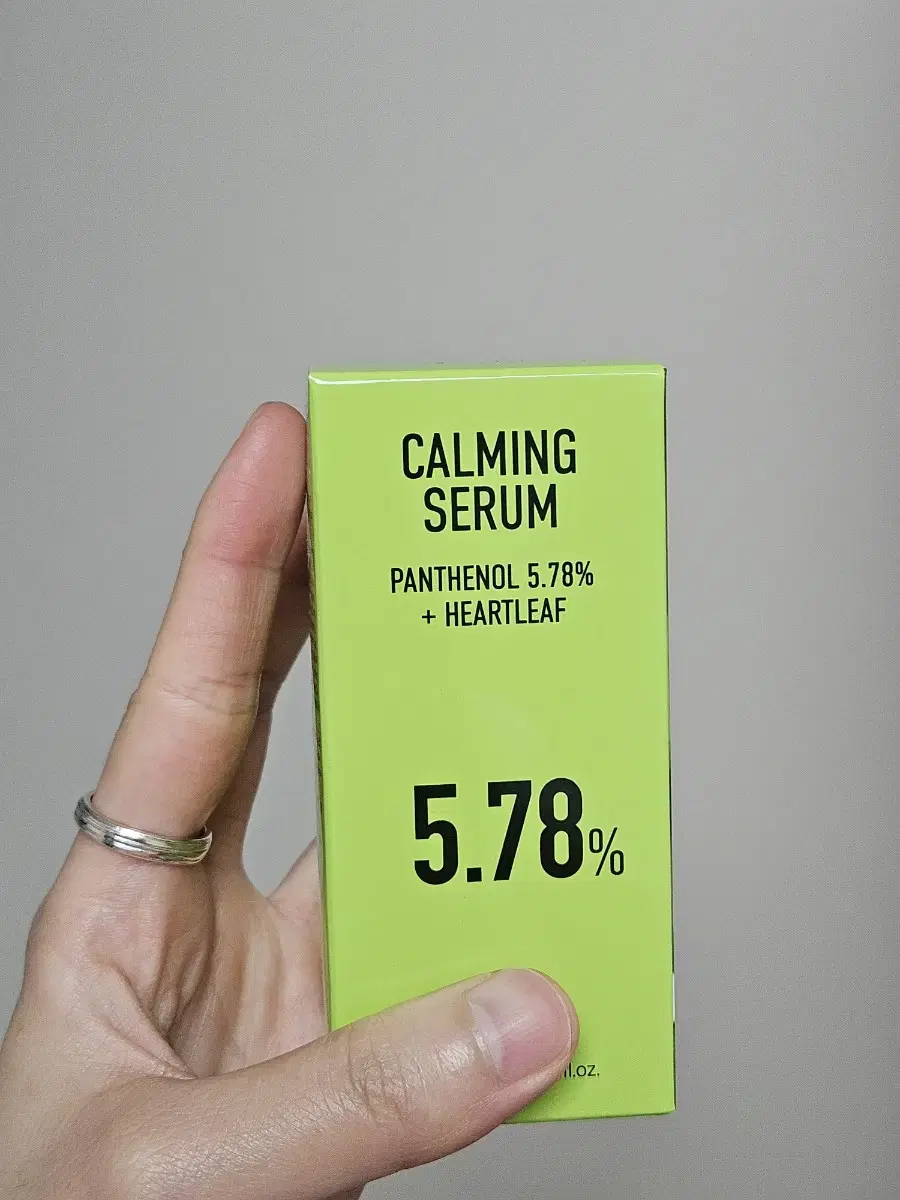 CALMING
SERUM
PANTHENOL 5.78%
+ HEARTLEAF
5.78%